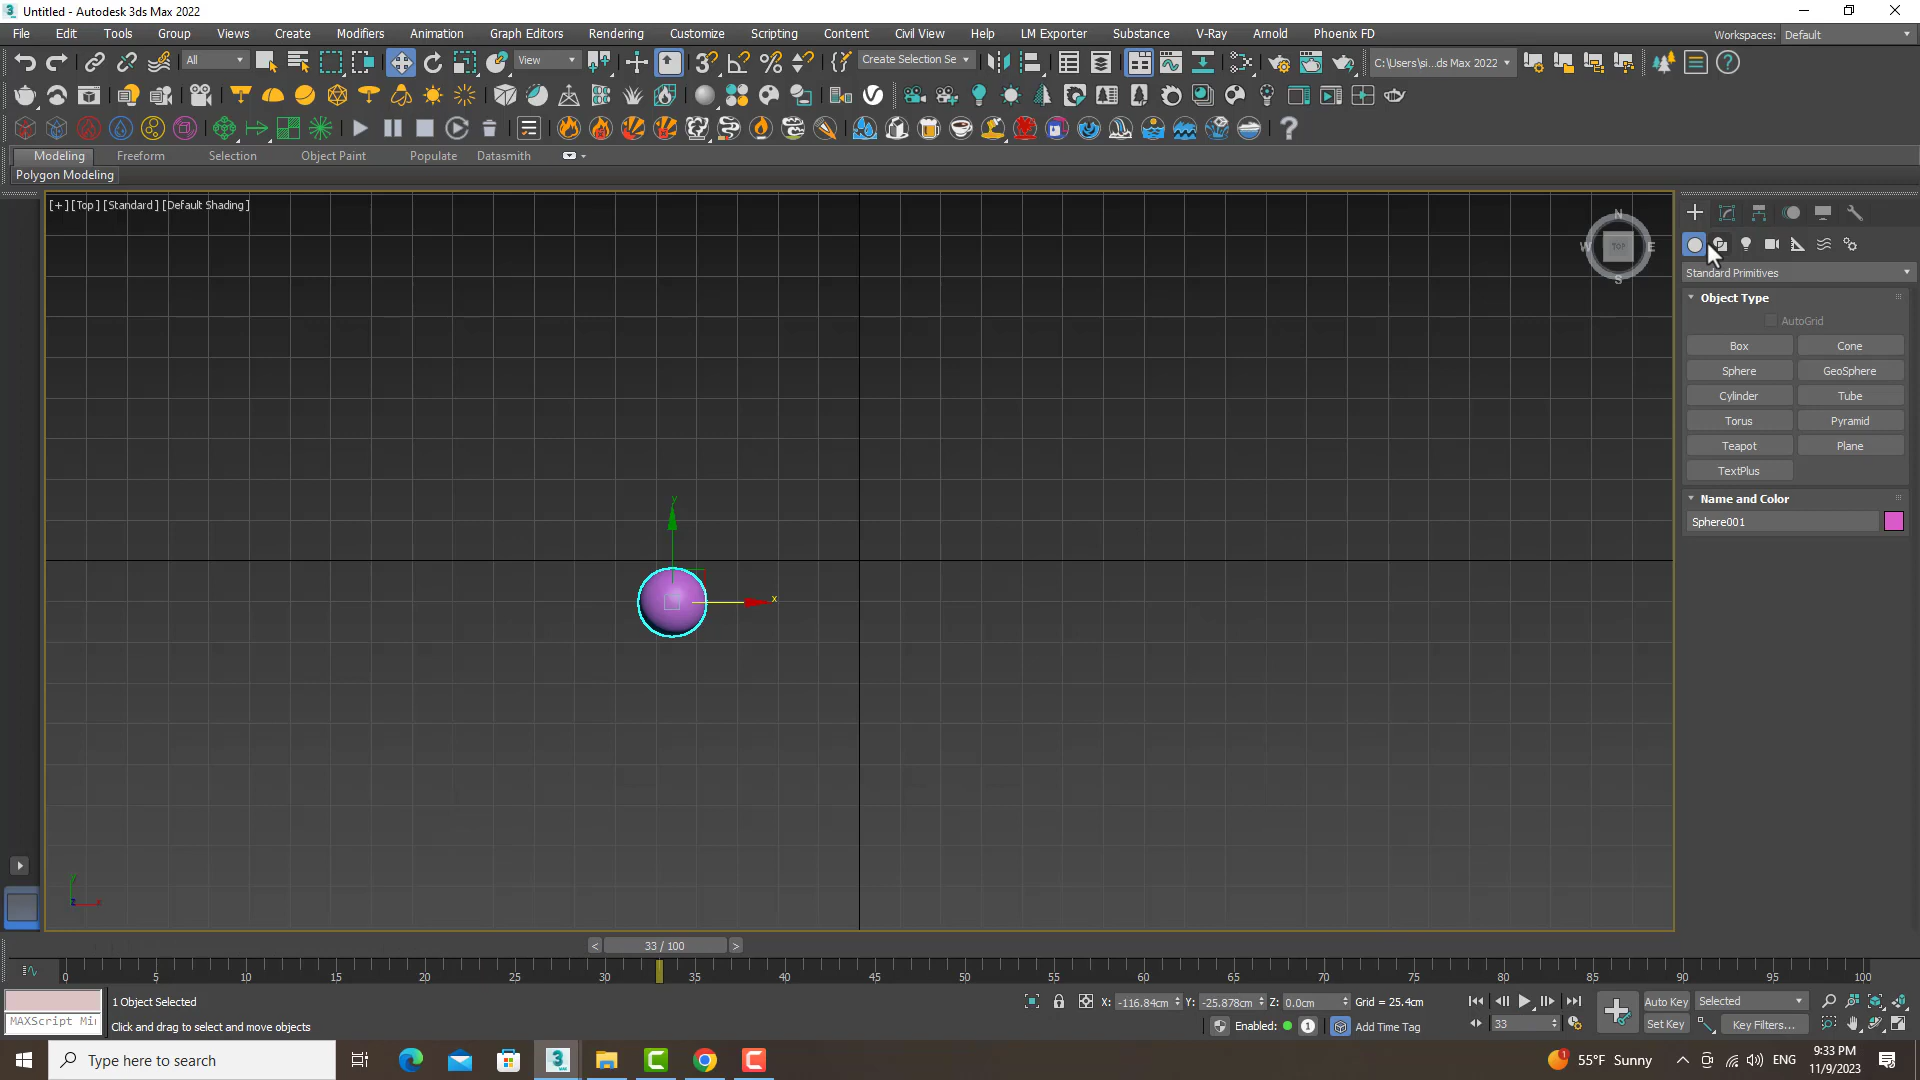 Untitled - Autodesk 3ds Max 2022
File Edit Tools Group Views Create Modifiers Animation Graph Editors Rendering Customize Scripting Content Civil View Help LM Exporter Substance V-Ray Arnold Phoenix FD Workspaces: Default
All View Create Selection Se C:\Users\si...ds Max 2022
Modeling Freeform Selection Object Paint Populate Datasmith
Polygon Modeling
[+] [Top] [Standard] [Default Shading]
N
W TOP E
S
Standard Primitives
Object Type
AutoGrid
Box Cone
Sphere GeoSphere
Cylinder Tube
Torus Pyramid
Teapot Plane
TextPlus
Name and Color
Sphere001
y
x
y
z x
< 33 / 100 >
0 5 10 15 20 25 30 35 40 45 50 55 60 65 70 75 80 85 90 95 100
1 Object Selected X: -116.84cm Y: -25.878cm Z: 0.0cm Grid = 25.4cm Auto Key Selected
MAXScript Mi Click and drag to select and move objects Enabled: 1 Add Time Tag 33 Set Key Key Filters...
Type here to search 3 1 55°F Sunny ENG 9:33 PM
11/9/2023